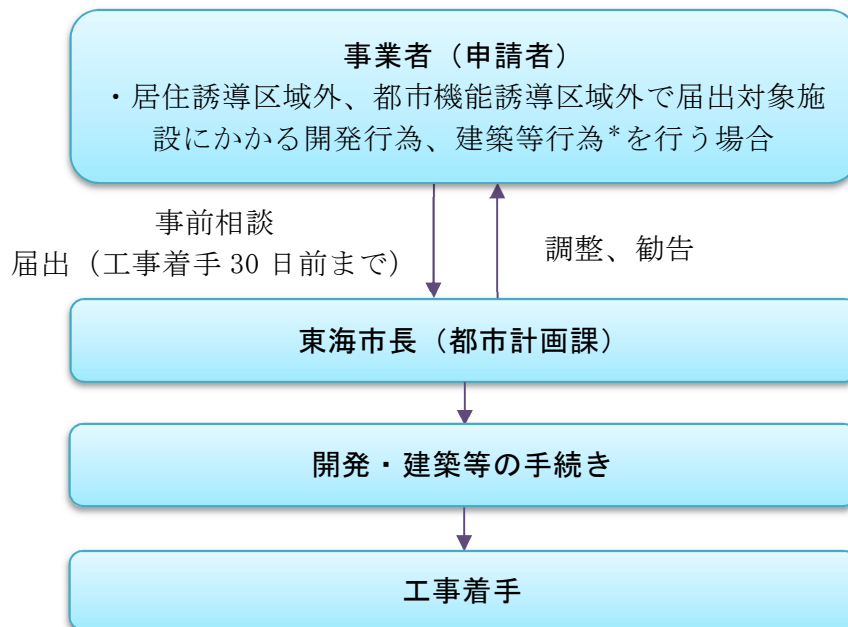 事業者（申請者）
・居住誘導区域外、都市機能誘導区域外で届出対象施
設にかかる開発行為、建築等行為*を行う場合
事前相談
届出（工事着手 30 日前まで）
調整、勧告
東海市長（都市計画課）
開発・建築等の手続き
工事着手